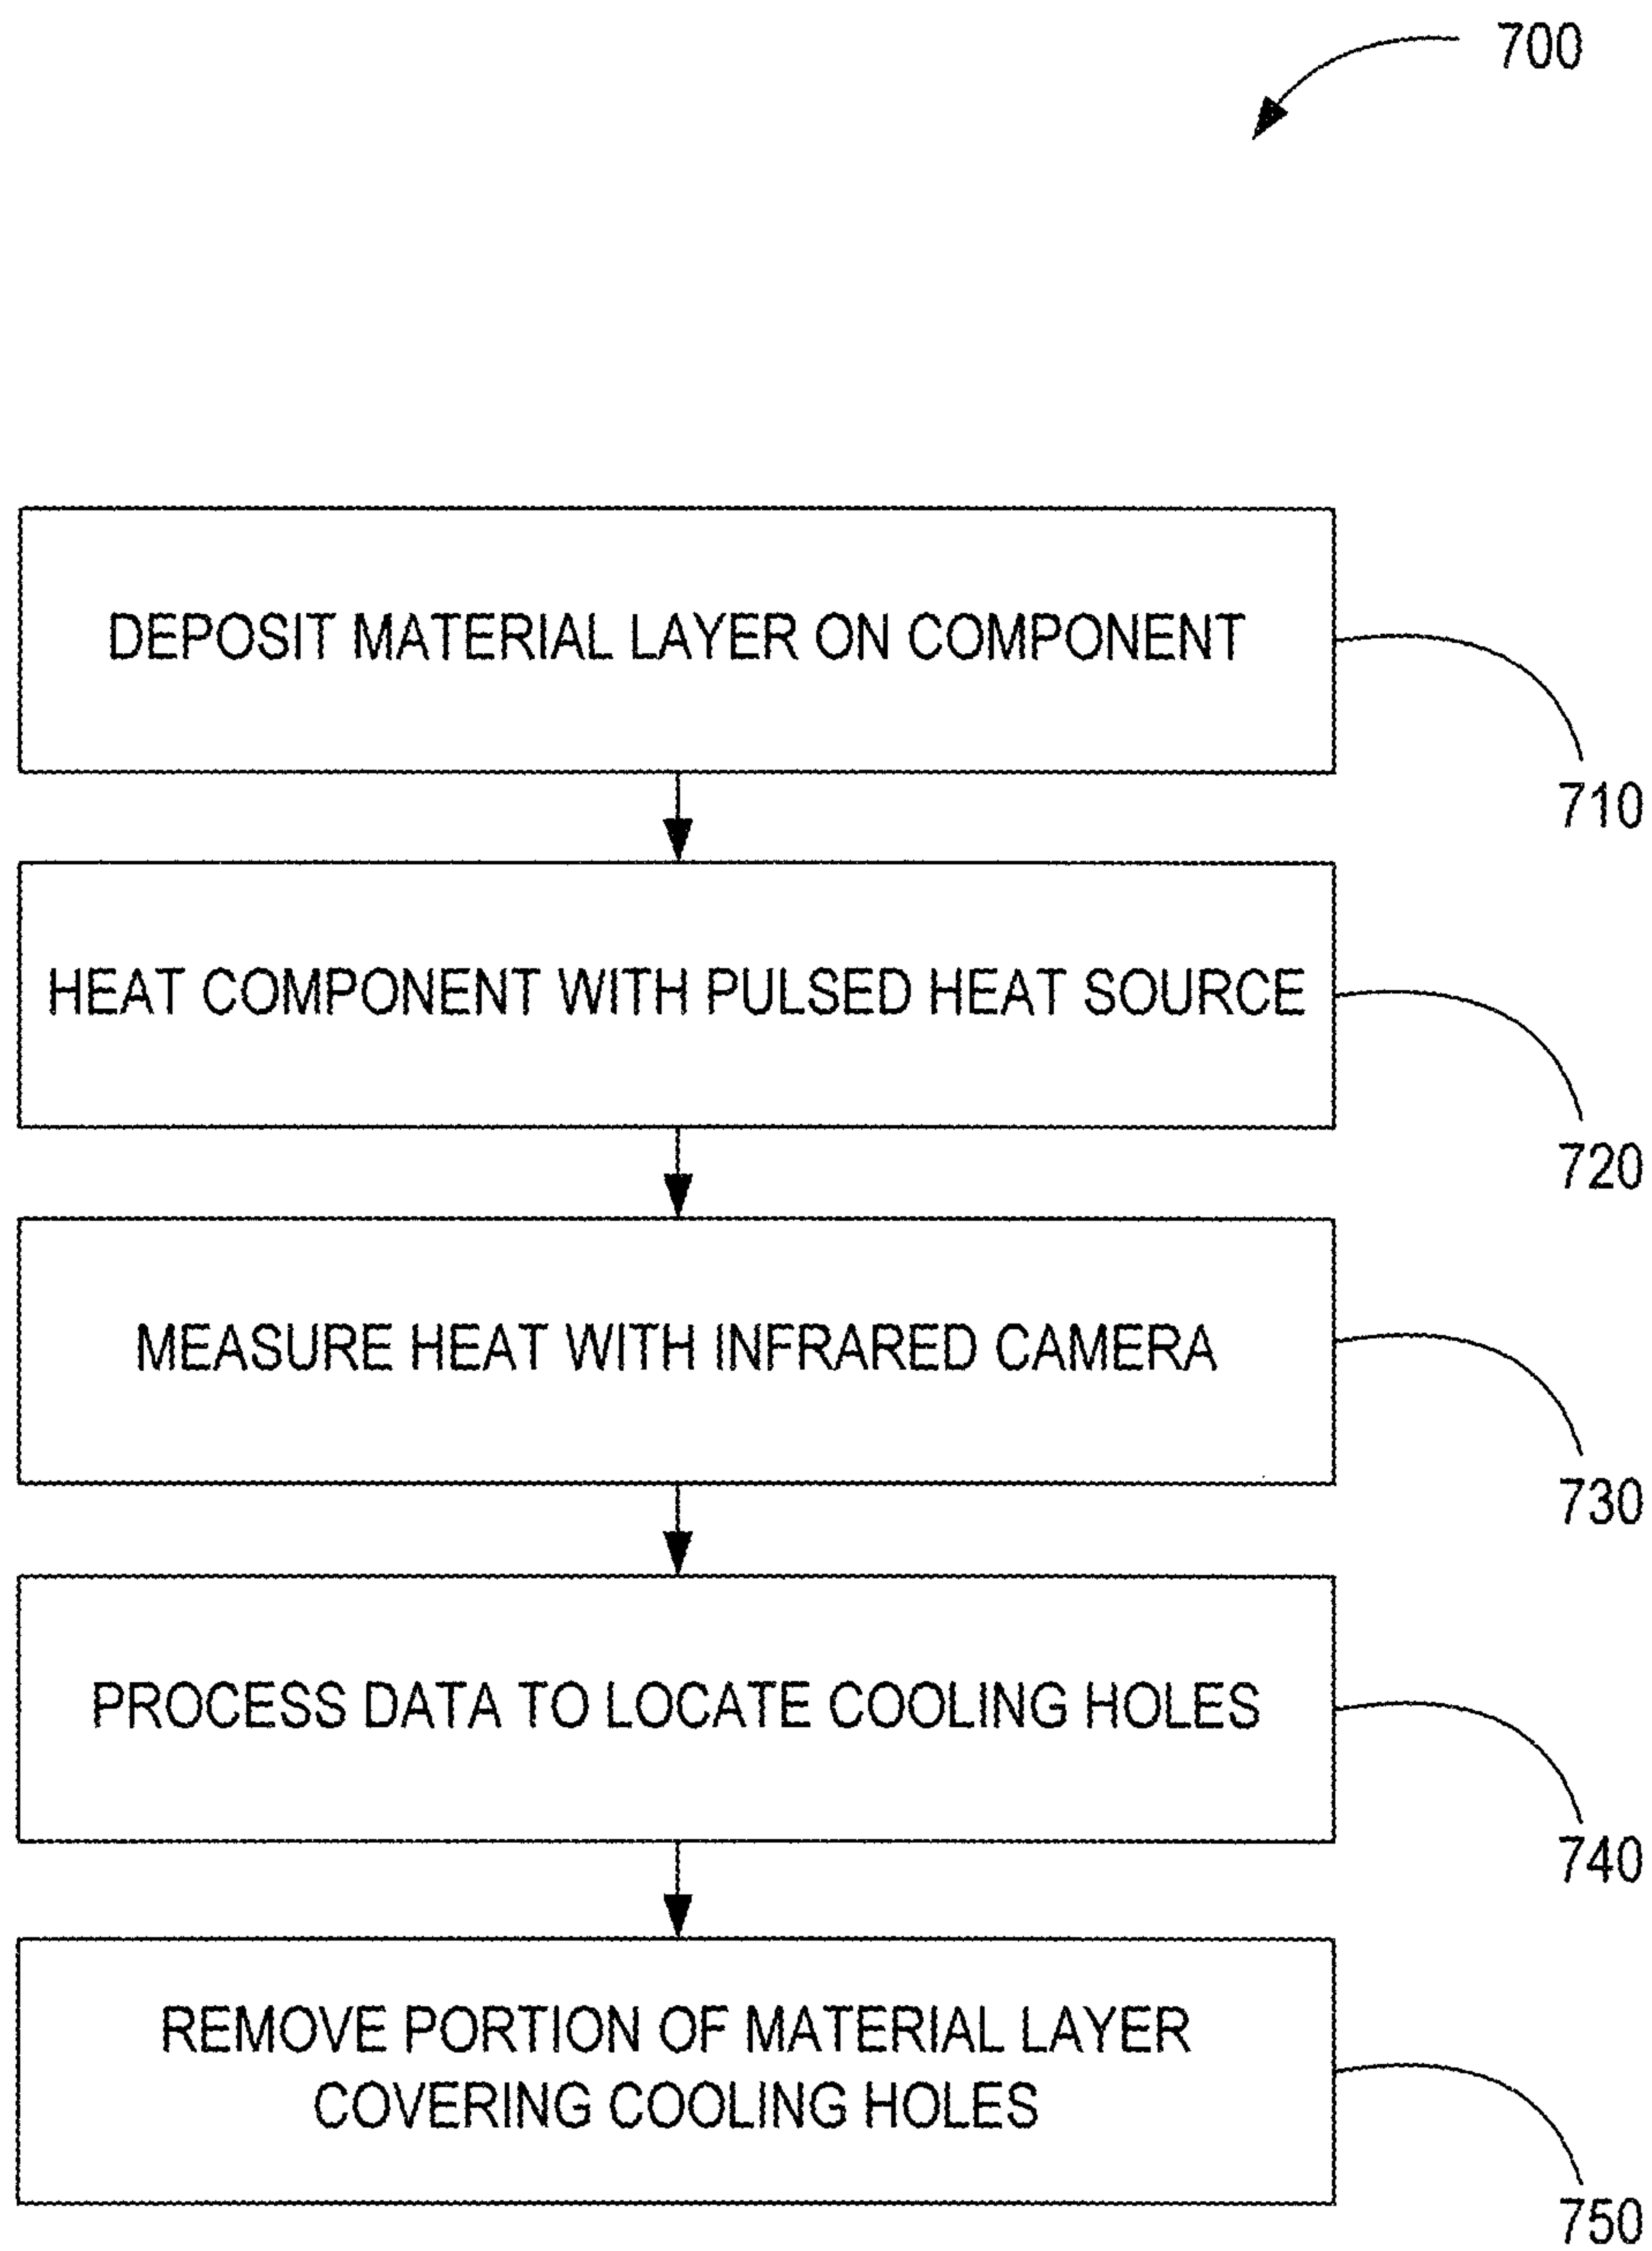 700
DEPOSIT MATERIAL LAYER ON COMPONENT
710
HEAT COMPONENT WITH PULSED HEAT SOURCE
720
MEASURE HEAT WITH INFRARED CAMERA
730
PROCESS DATA TO LOCATE COOLING HOLES
740
REMOVE PORTION OF MATERIAL LAYER
COVERING COOLING HOLES
750